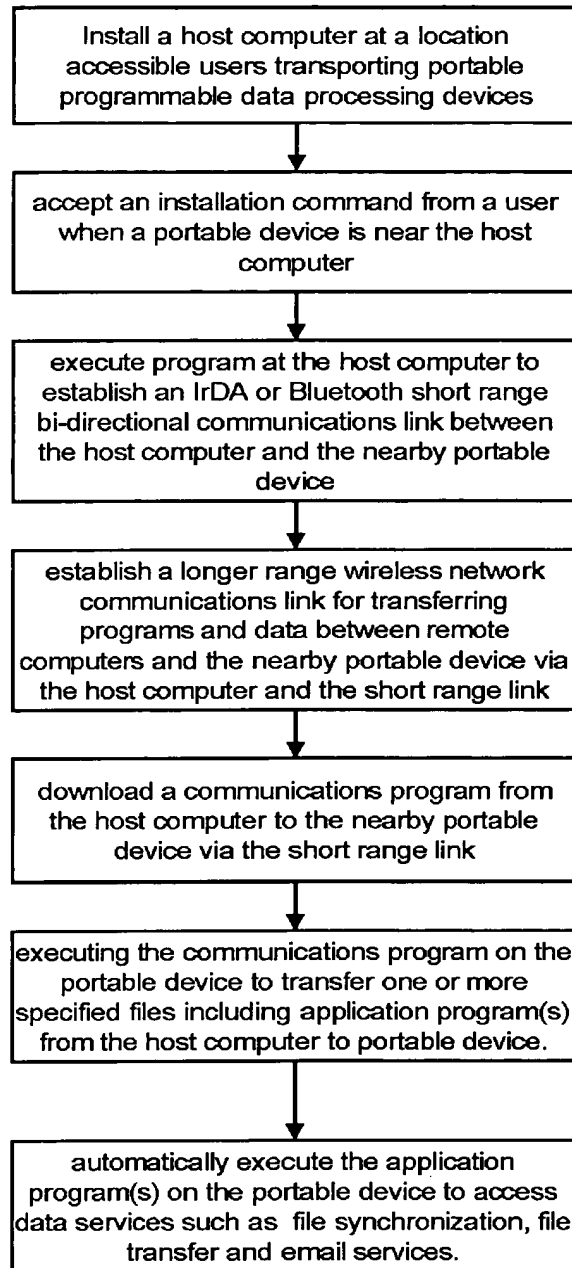 Install a host computer at a location
accessible users transporting portable
programmable data processing devices
accept an installation command from a user
when a portable device is near the host
computer
execute program at the host computer to
establish an IrDA or Bluetooth short range
bi-directional communications link between
the host computer and the nearby portable
device
establish a longer range wireless network
communications link for transferring
programs and data between remote
computers and the nearby portable device via
the host computer and the short range link
download a communications program from
the host computer to the nearby portable
device via the short range link
executing the communications program on the
portable device to transfer one or more
specified files including application program(s)
from the host computer to portable device.
automatically execute the application
program(s) on the portable device to access
data services such as file synchronization, file
transfer and email services.